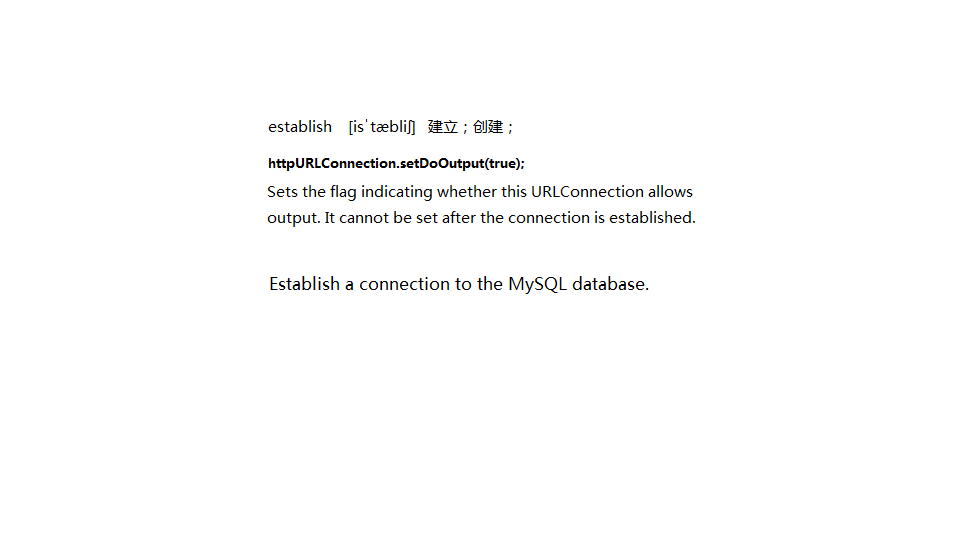 establish [isˈtæbliʃ] 建立；创建；
httpURLConnection.setDoOutput(true);
Sets the flag indicating whether this URLConnection allows
output. It cannot be set after the connection is established.
Establish a connection to the MySQL database.